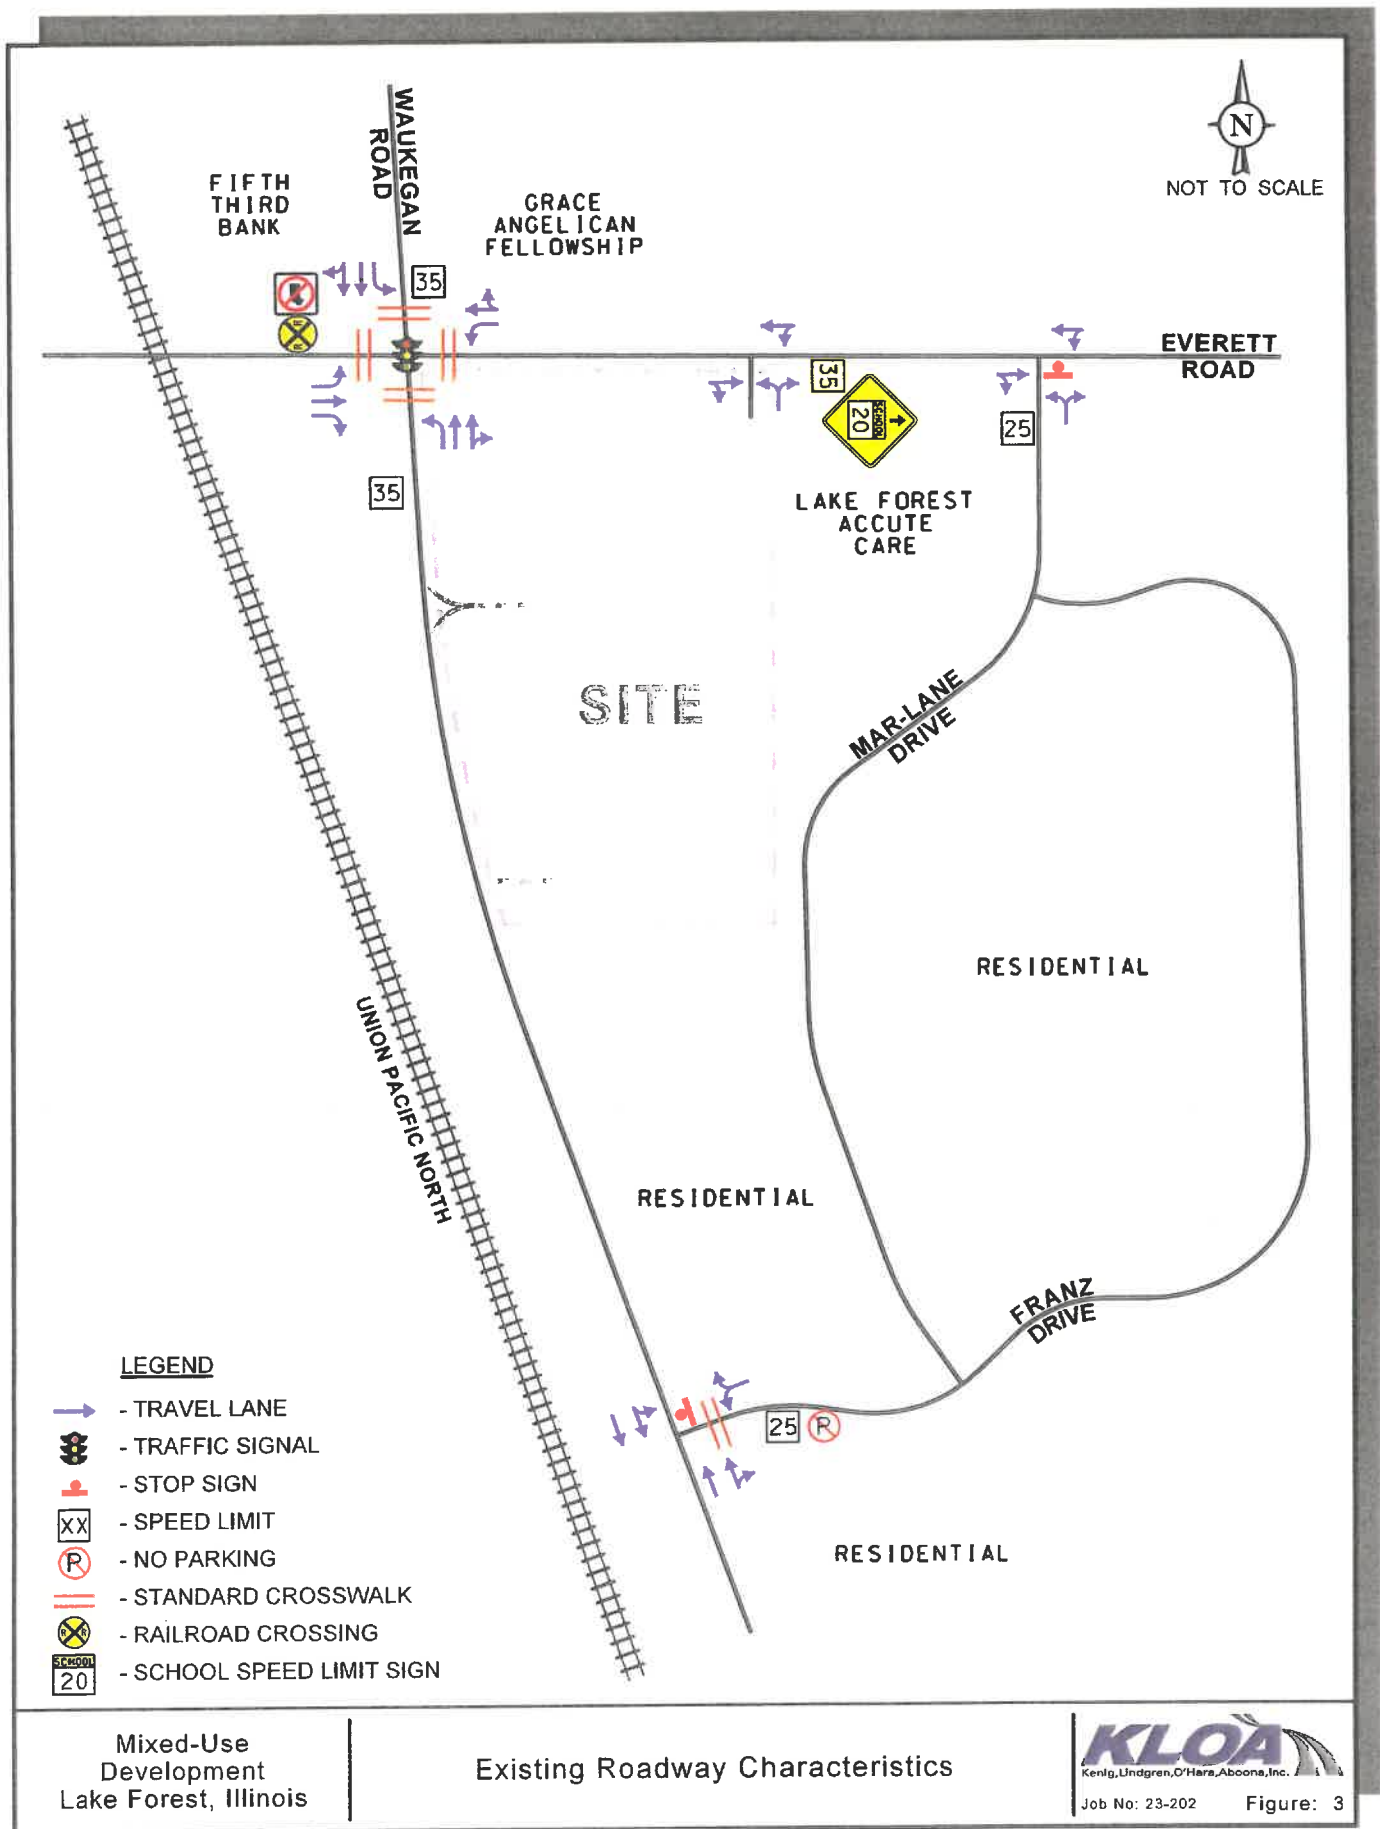 WAUKEGAN
ROAD
N
NOT TO SCALE
FIFTH
THIRD
BANK
GRACE
ANGELICAN
FELLOWSHIP
35
R R
EVERETT
ROAD
35
SCHOOL
20
25
35
LAKE FOREST
ACCUTE
CARE
SITE
MAR-LANE
DRIVE
RESIDENTIAL
UNION PACIFIC NORTH
RESIDENTIAL
FRANZ
DRIVE
25
P
RESIDENTIAL
LEGEND
- TRAVEL LANE
- TRAFFIC SIGNAL
- STOP SIGN
XX - SPEED LIMIT
P - NO PARKING
- STANDARD CROSSWALK
R R - RAILROAD CROSSING
SCHOOL
20 - SCHOOL SPEED LIMIT SIGN
Mixed-Use
Development
Lake Forest, Illinois
Existing Roadway Characteristics
KLOA
Kenig,Lindgren,O'Hara,Aboona,Inc.
Job No: 23-202 Figure: 3